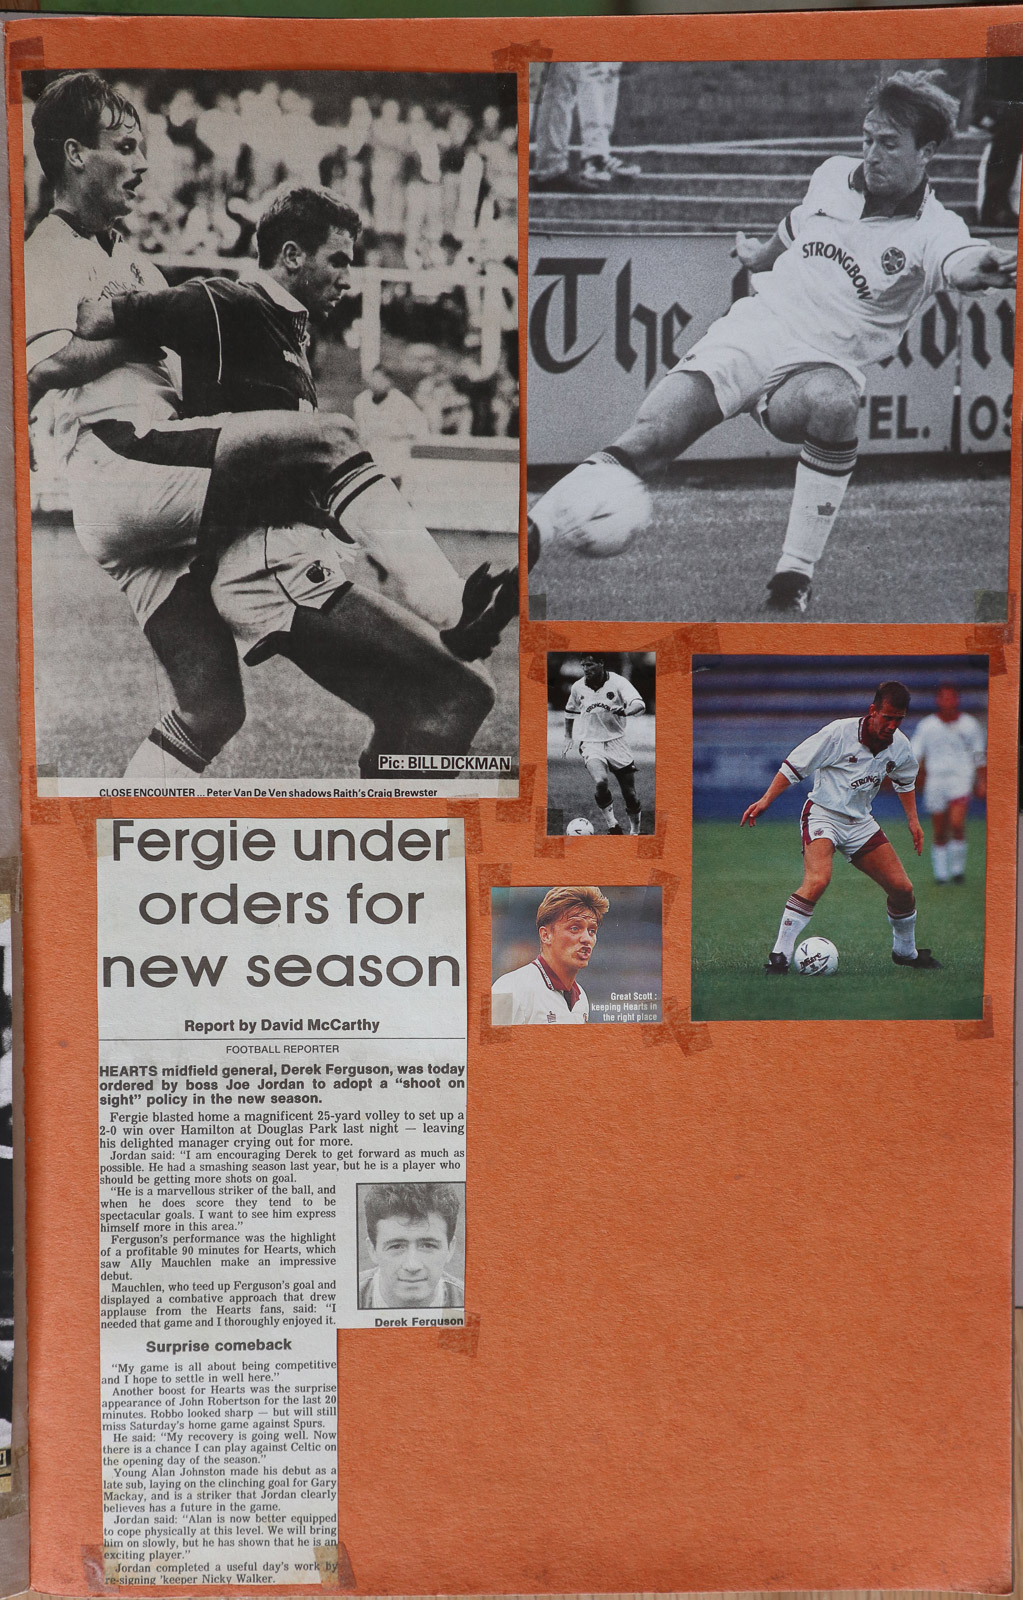 Pic: BILL DICKMAN
CLOSE ENCOUNTER ... Peter Van De Ven shadows Raith's Craig Brewster
STRONGBOW
The
TEL.
Great Scott :
keeping Hearts in
the right place
Fergie under
orders for
new season
Report by David McCarthy
FOOTBALL REPORTER
HEARTS midfield general, Derek Ferguson, was today
ordered by boss Joe Jordan to adopt a “shoot on
sight” policy in the new season.
Fergie blasted home a magnificent 25-yard volley to set up a
2-0 win over Hamilton at Douglas Park last night — leaving
his delighted manager crying out for more.
Jordan said: “I am encouraging Derek to get forward as much as
possible. He had a smashing season last year, but he is a player who
should be getting more shots on goal.
“He is a marvellous striker of the ball, and
when he does score they tend to be
spectacular goals. I want to see him express
himself more in this area.”
Ferguson's performance was the highlight
of a profitable 90 minutes for Hearts, which
saw Ally Mauchlen make an impressive
debut.
Mauchlen, who teed up Ferguson's goal and
displayed a combative approach that drew
applause from the Hearts fans, said: “I
needed that game and I thoroughly enjoyed it.
Derek Ferguson
Surprise comeback
“My game is all about being competitive
and I hope to settle in well here.”
Another boost for Hearts was the surprise
appearance of John Robertson for the last 20
minutes. Robbo looked sharp — but will still
miss Saturday's home game against Spurs.
He said: “My recovery is going well. Now
there is a chance I can play against Celtic on
the opening day of the season.”
Young Alan Johnston made his debut as a
late sub, laying on the clinching goal for Gary
Mackay, and is a striker that Jordan clearly
believes has a future in the game.
Jordan said: “Alan is now better equipped
to cope physically at this level. We will bring
him on slowly, but he has shown that he is an
exciting player.”
Jordan completed a useful day's work by
re-signing 'keeper Nicky Walker.